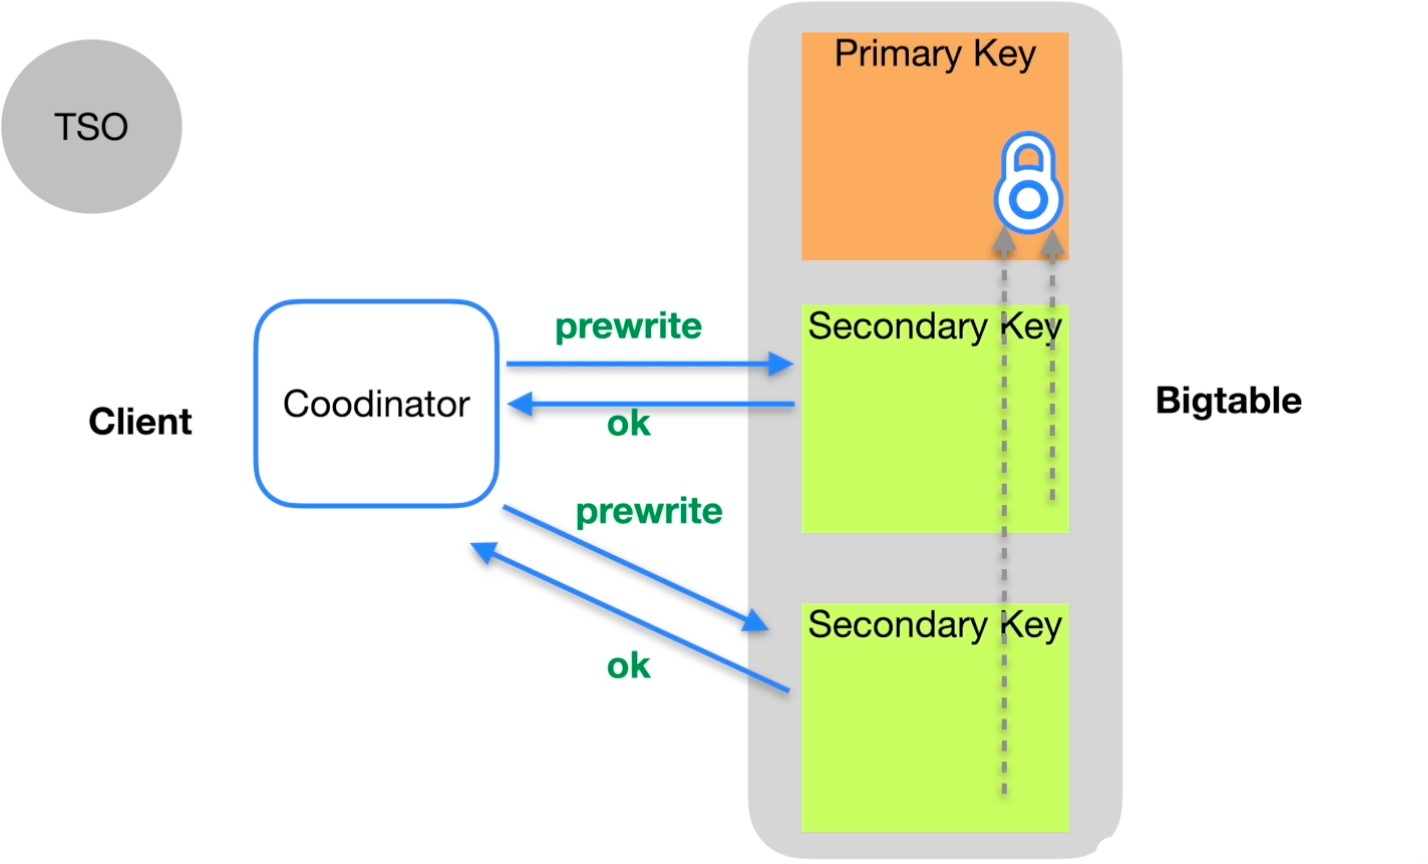 Primary Key
TSO
prewrite
Secondary Key
Client
Coodinator
ok
Bigtable
prewrite
Secondary Key
ok